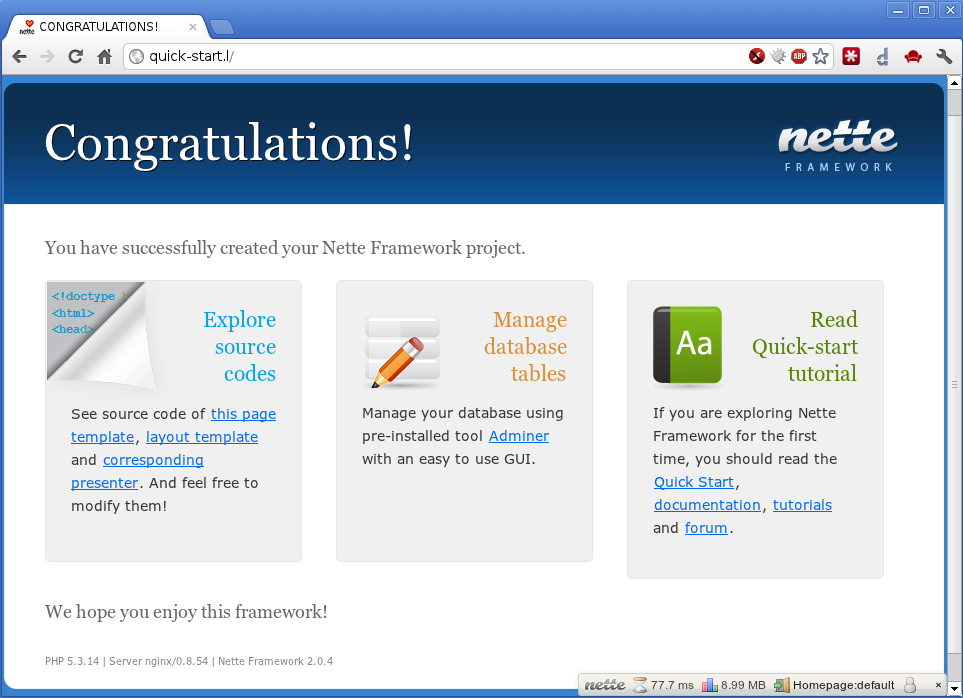 CONGRATULATIONS!
quick-start.l/
ABP
Congratulations!
nette
FRAMEWORK
You have successfully created your Nette Framework project.
<!doctype
<html>
<head>
Explore
source
codes
See source code of this page
template, layout template
and corresponding
presenter. And feel free to
modify them!
Manage
database
tables
Manage your database using
pre-installed tool Adminer
with an easy to use GUI.
Aa
Read
Quick-start
tutorial
If you are exploring Nette
Framework for the first
time, you should read the
Quick Start,
documentation, tutorials
and forum.
We hope you enjoy this framework!
PHP 5.3.14 | Server nginx/0.8.54 | Nette Framework 2.0.4
nette 77.7 ms 8.99 MB Homepage:default ×